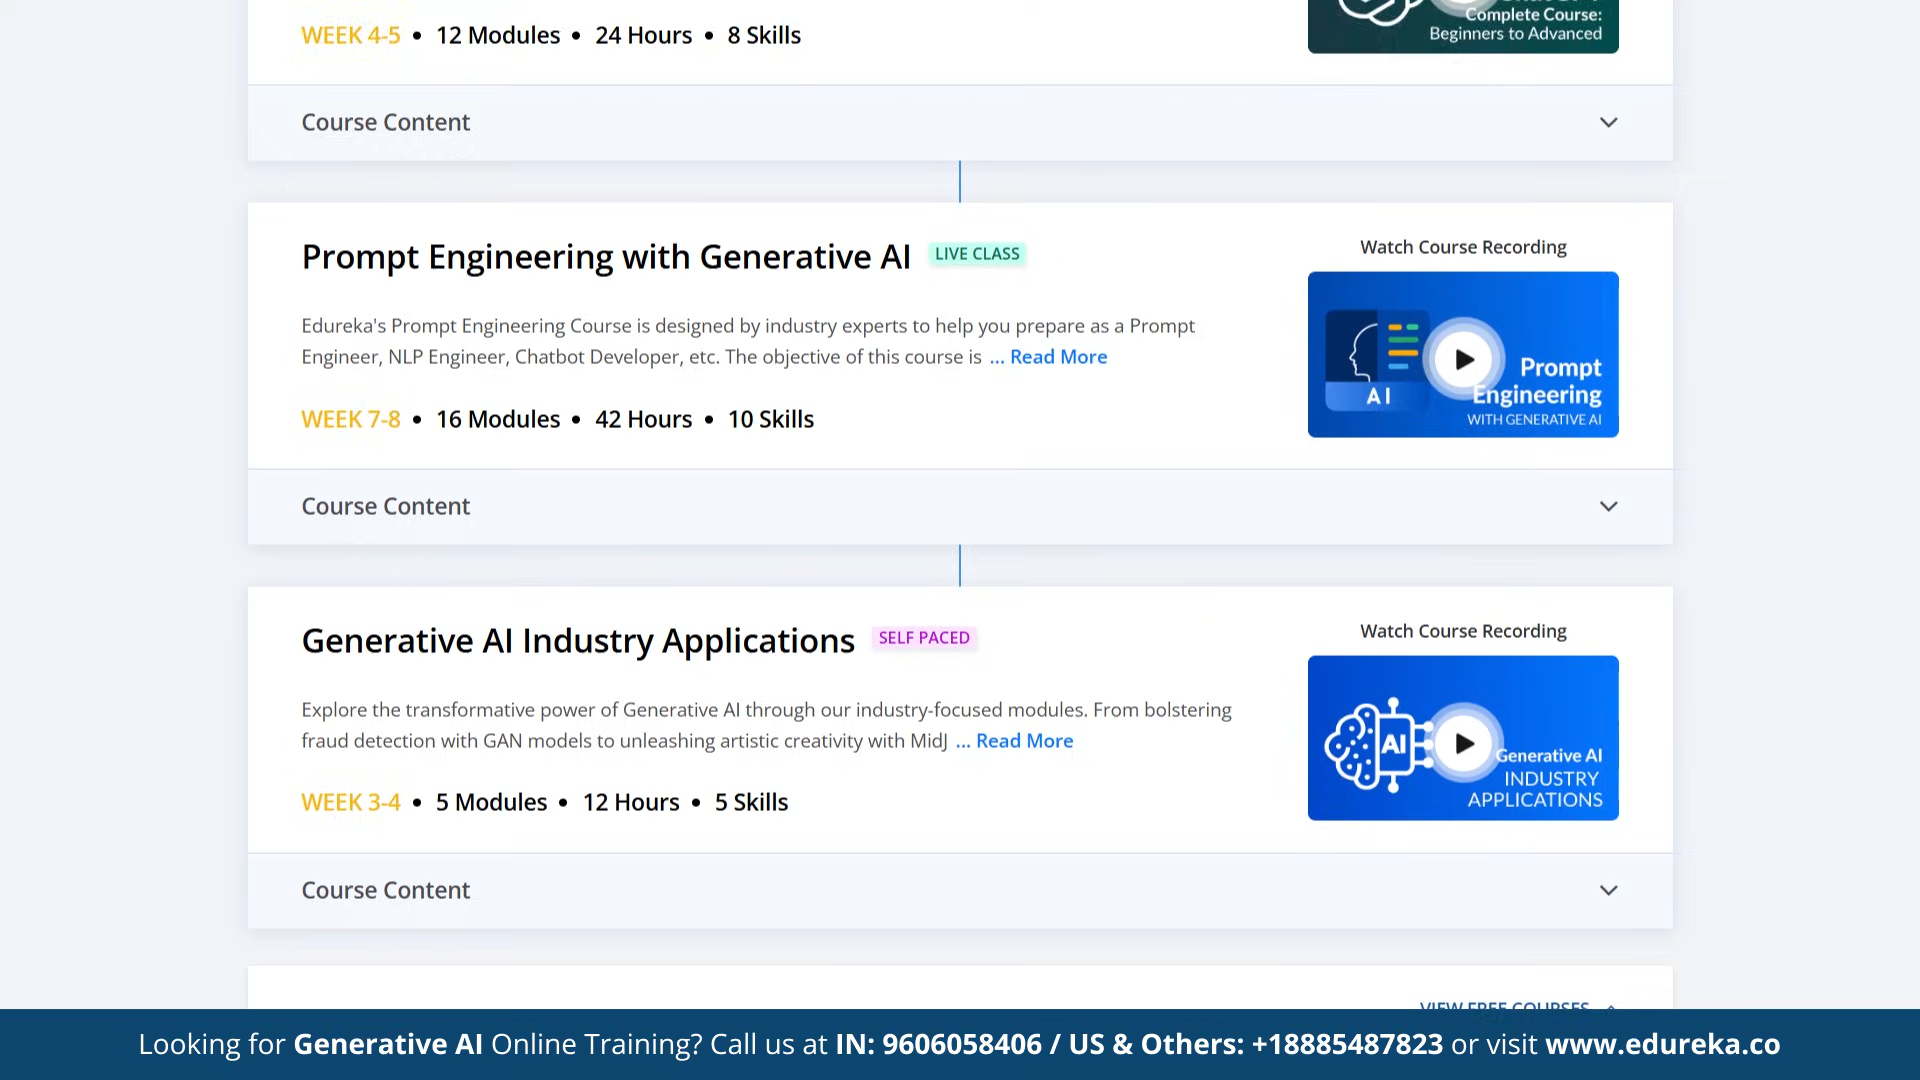 WEEK 4-5 • 12 Modules • 24 Hours • 8 Skills
Complete Course:
Beginners to Advanced
Course Content
Prompt Engineering with Generative AI LIVE CLASS
Watch Course Recording
Edureka's Prompt Engineering Course is designed by industry experts to help you prepare as a Prompt
Engineer, NLP Engineer, Chatbot Developer, etc. The objective of this course is ... Read More
AI
Prompt
Engineering
WITH GENERATIVE AI
WEEK 7-8 • 16 Modules • 42 Hours • 10 Skills
Course Content
Generative AI Industry Applications SELF PACED
Watch Course Recording
Explore the transformative power of Generative AI through our industry-focused modules. From bolstering
fraud detection with GAN models to unleashing artistic creativity with MidJ ... Read More
AI
Generative AI
INDUSTRY
APPLICATIONS
WEEK 3-4 • 5 Modules • 12 Hours • 5 Skills
Course Content
VIEW FREE COURSES
Looking for Generative AI Online Training? Call us at IN: 9606058406 / US & Others: +18885487823 or visit www.edureka.co